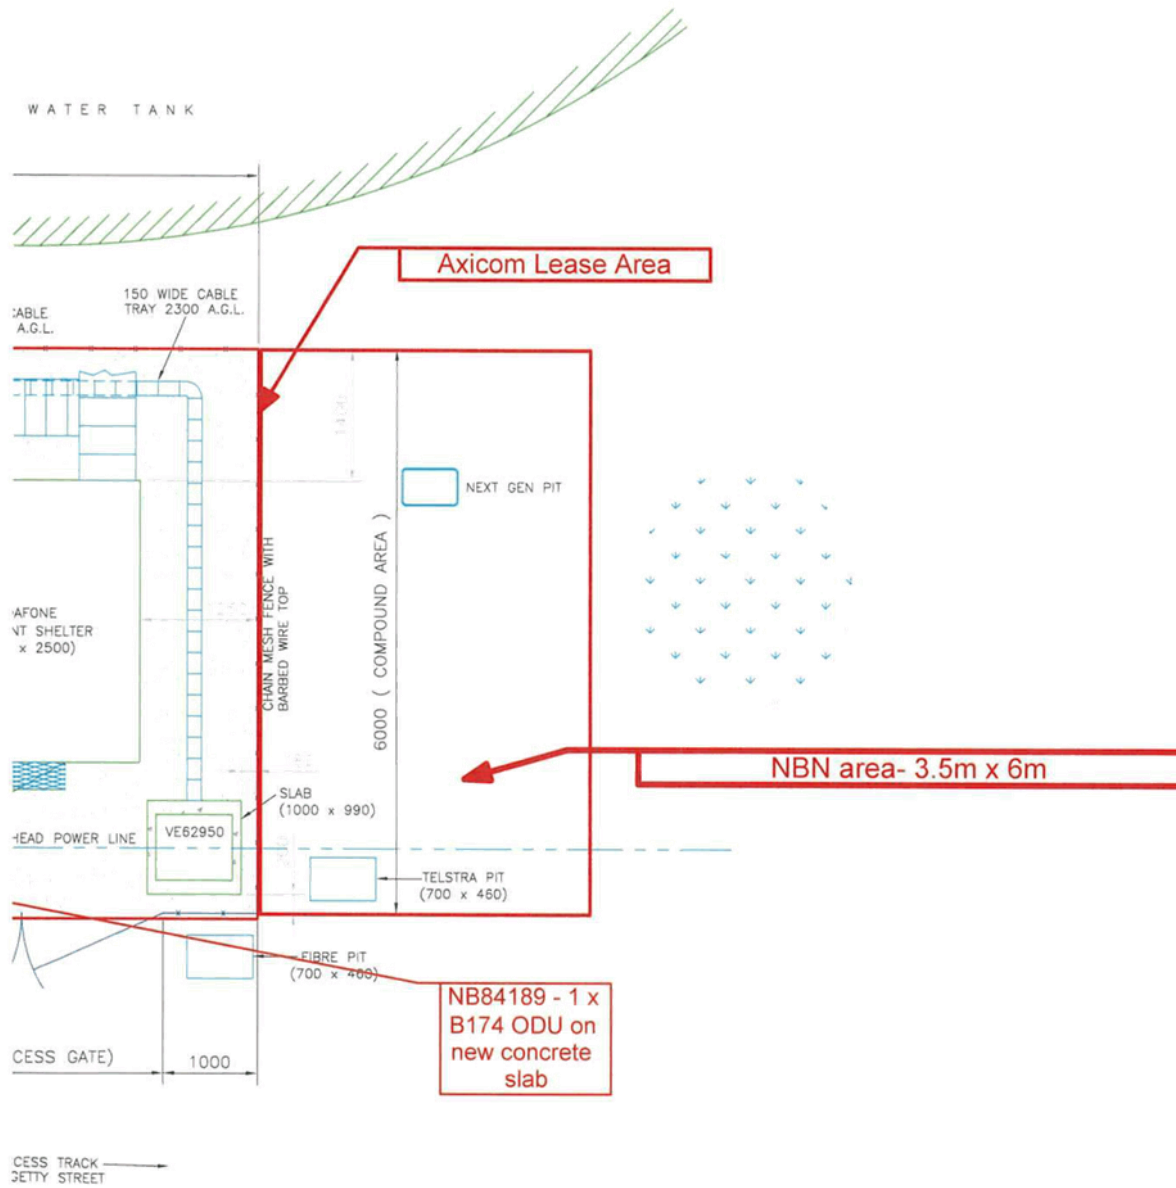 WATER TANK
Axicom Lease Area
150 WIDE CABLE
TRAY 2300 A.G.L.
CABLE
A.G.L.
1400
NEXT GEN PIT
CHAIN MESH FENCE WITH
BARBED WIRE TOP
6000 ( COMPOUND AREA )
AFONE
NT SHELTER
x 2500)
NBN area- 3.5m x 6m
SLAB
(1000 x 990)
HEAD POWER LINE
VE62950
TELSTRA PIT
(700 x 460)
FIBRE PIT
(700 x 460)
NB84189 - 1 x
B174 ODU on
new concrete
slab
CESS GATE)
1000
CESS TRACK
GETTY STREET